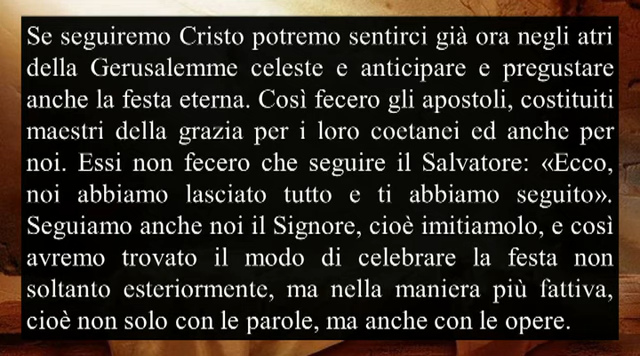 Se seguiremo Cristo potremo sentirci già ora negli atri
della Gerusalemme celeste e anticipare e pregustare
anche la festa eterna. Così fecero gli apostoli, costituiti
maestri della grazia per i loro coetanei ed anche per
noi. Essi non fecero che seguire il Salvatore: «Ecco,
noi abbiamo lasciato tutto e ti abbiamo seguito».
Seguiamo anche noi il Signore, cioè imitiamolo, e così
avremo trovato il modo di celebrare la festa non
soltanto esteriormente, ma nella maniera più fattiva,
cioè non solo con le parole, ma anche con le opere.